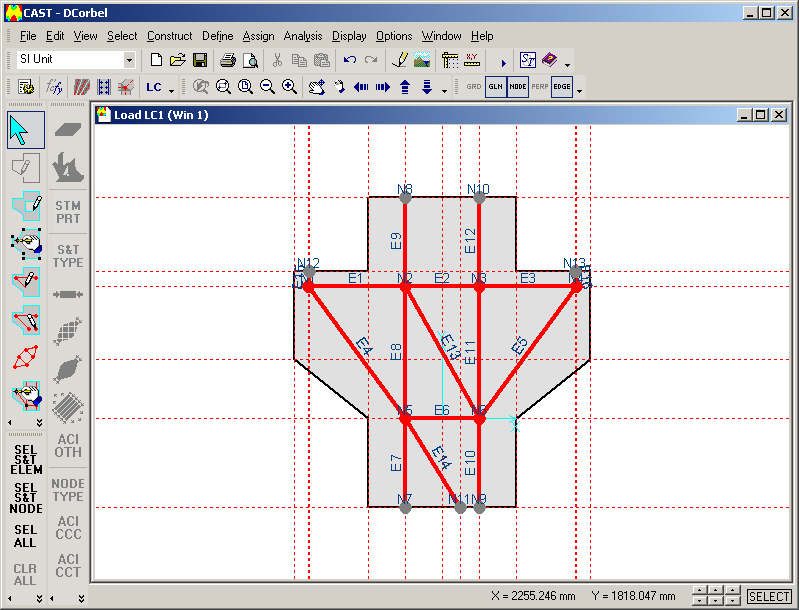 CAST - DCorbel
File Edit View Select Construct Define Assign Analysis Display Options Window Help
SI Unit
X,Y
ST
LC
GRD GLN NODE PERP EDGE
Load LC1 (Win 1)
STM
PRT
S&T
TYPE
ACI
OTH
NODE
TYPE
ACI
CCC
ACI
CCT
SEL
S&T
ELEM
SEL
S&T
NODE
SEL
ALL
CLR
ALL
N8 N10
E9 E12
N12 N13
E1 N2 E2 N3 E3
E4 E8 E13 E11 E5
N5 E6
E7 E14 E10
N7 N11 N9
X = 2255.246 mm Y = 1818.047 mm
SELECT